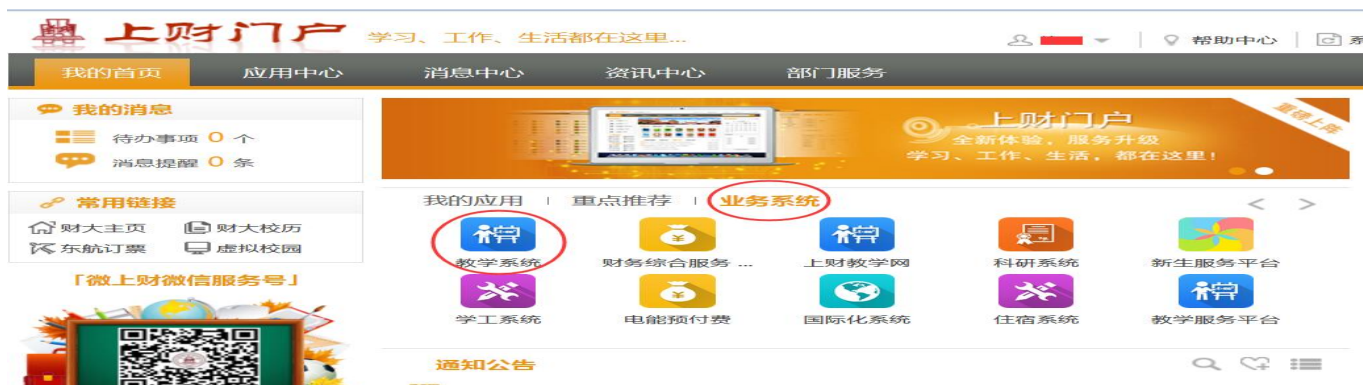 上财门户 学习、工作、生活都在这里...
帮助中心
我的首页 应用中心 消息中心 资讯中心 部门服务
我的消息
待办事项 0 个
消息提醒 0 条
上财门户
全新体验，服务升级
学习、工作、生活，都在这里！
重磅上阵
常用链接
财大主页 财大校历
东航订票 虚拟校园
「微上财微信服务号」
我的应用 重点推荐 业务系统
教学系统 财务综合服务 ... 上财教学网 科研系统 新生服务平台
学工系统 电能预付费 国际化系统 住宿系统 教学服务平台
通知公告